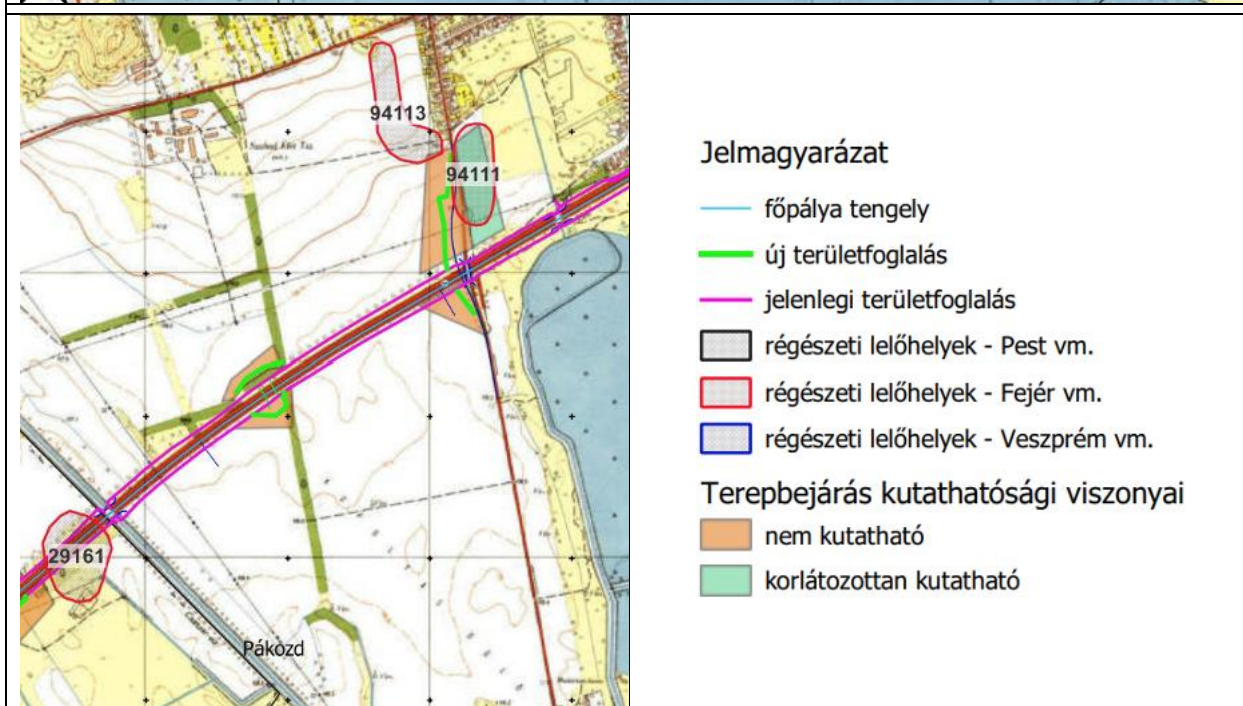 94113
94111
29161
Pákozd
Jelmagyarázat
főpálya tengely
új területfoglalás
jelenlegi területfoglalás
régészeti lelőhelyek - Pest vm.
régészeti lelőhelyek - Fejér vm.
régészeti lelőhelyek - Veszprém vm.
Terepbejárás kutathatósági viszonyai
nem kutatható
korlátozottan kutatható